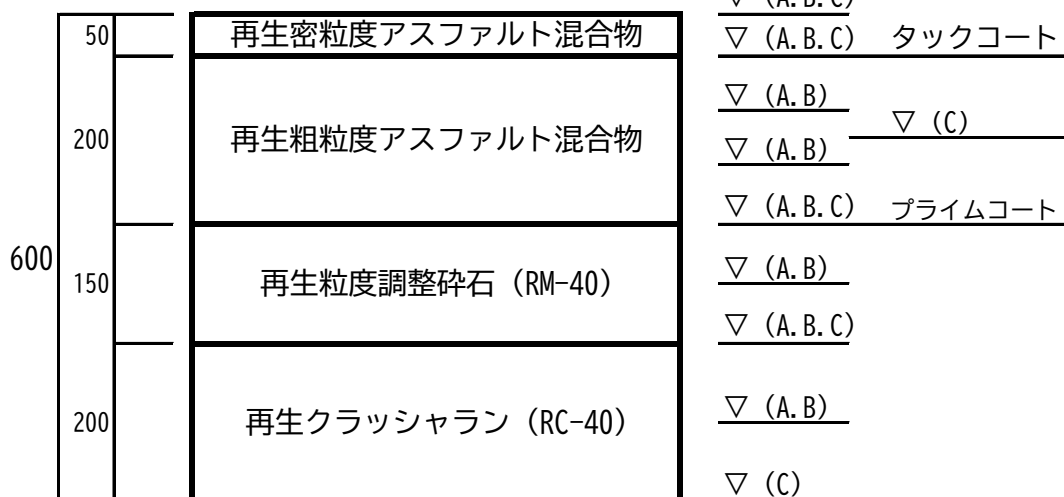 ▽ (A.B.C)
50 再生密粒度アスファルト混合物 ▽ (A.B.C) タックコート
▽ (A.B)
▽ (C)
200 再生粗粒度アスファルト混合物 ▽ (A.B)
▽ (A.B.C) プライムコート
600
150 再生粒度調整砕石 (RM-40) ▽ (A.B)
▽ (A.B.C)
200 再生クラッシャラン (RC-40) ▽ (A.B)
▽ (C)